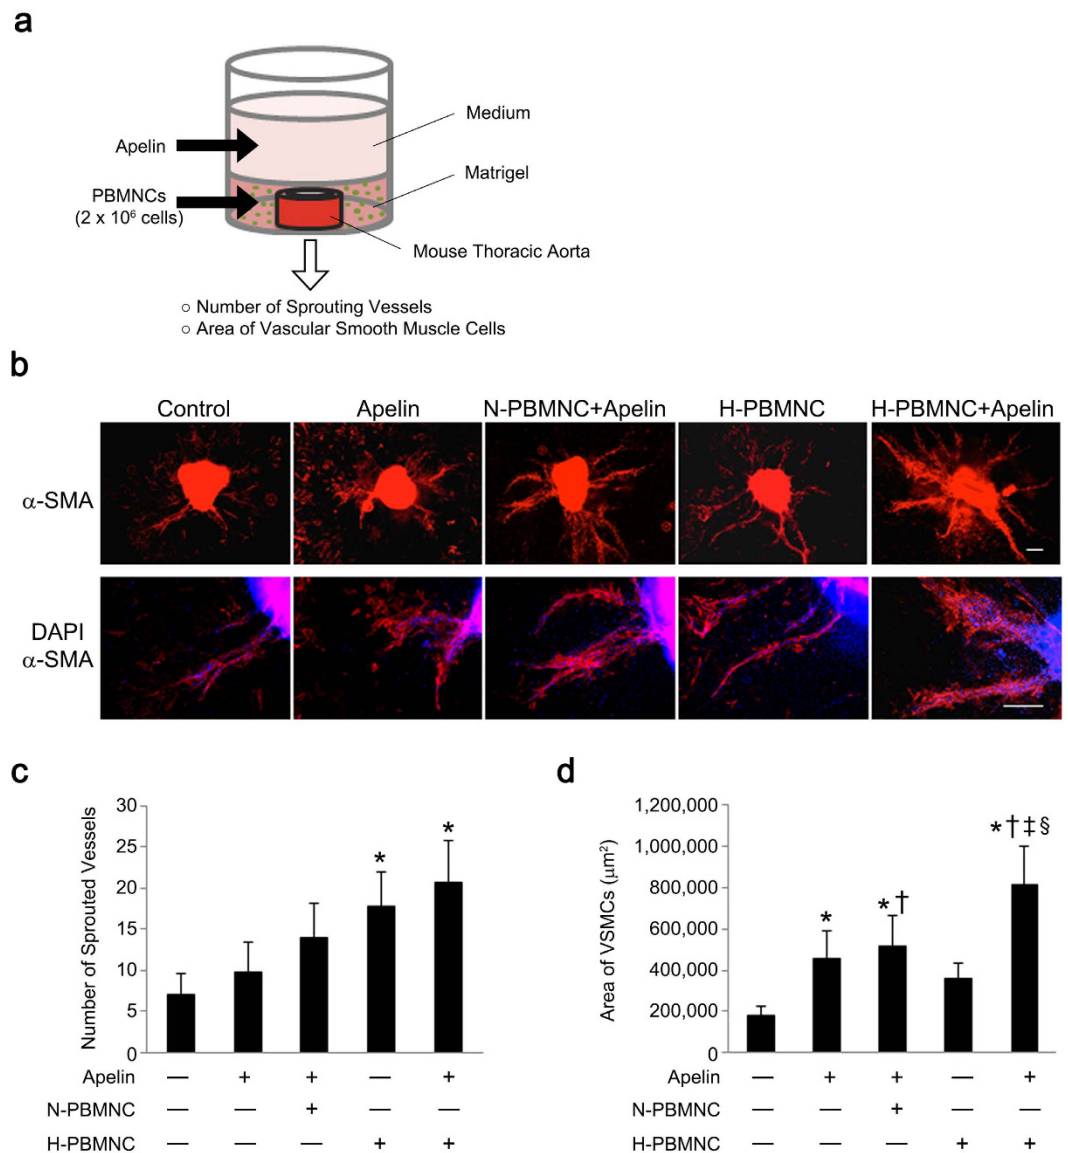 a
Medium
Apelin
Matrigel
PBMNCs
(2 x 10⁶ cells)
Mouse Thoracic Aorta
○ Number of Sprouting Vessels
○ Area of Vascular Smooth Muscle Cells
b
Control Apelin N-PBMNC+Apelin H-PBMNC H-PBMNC+Apelin
α-SMA
DAPI
α-SMA
c
Number of Sprouted Vessels
30
25
20
15
10
5
0
* *
Apelin — + + — +
N-PBMNC — — + — —
H-PBMNC — — — + +
d
Area of VSMCs (μm²)
1,200,000
1,000,000
800,000
600,000
400,000
200,000
0
* *† *†‡§
Apelin — + + — +
N-PBMNC — — + — —
H-PBMNC — — — + +